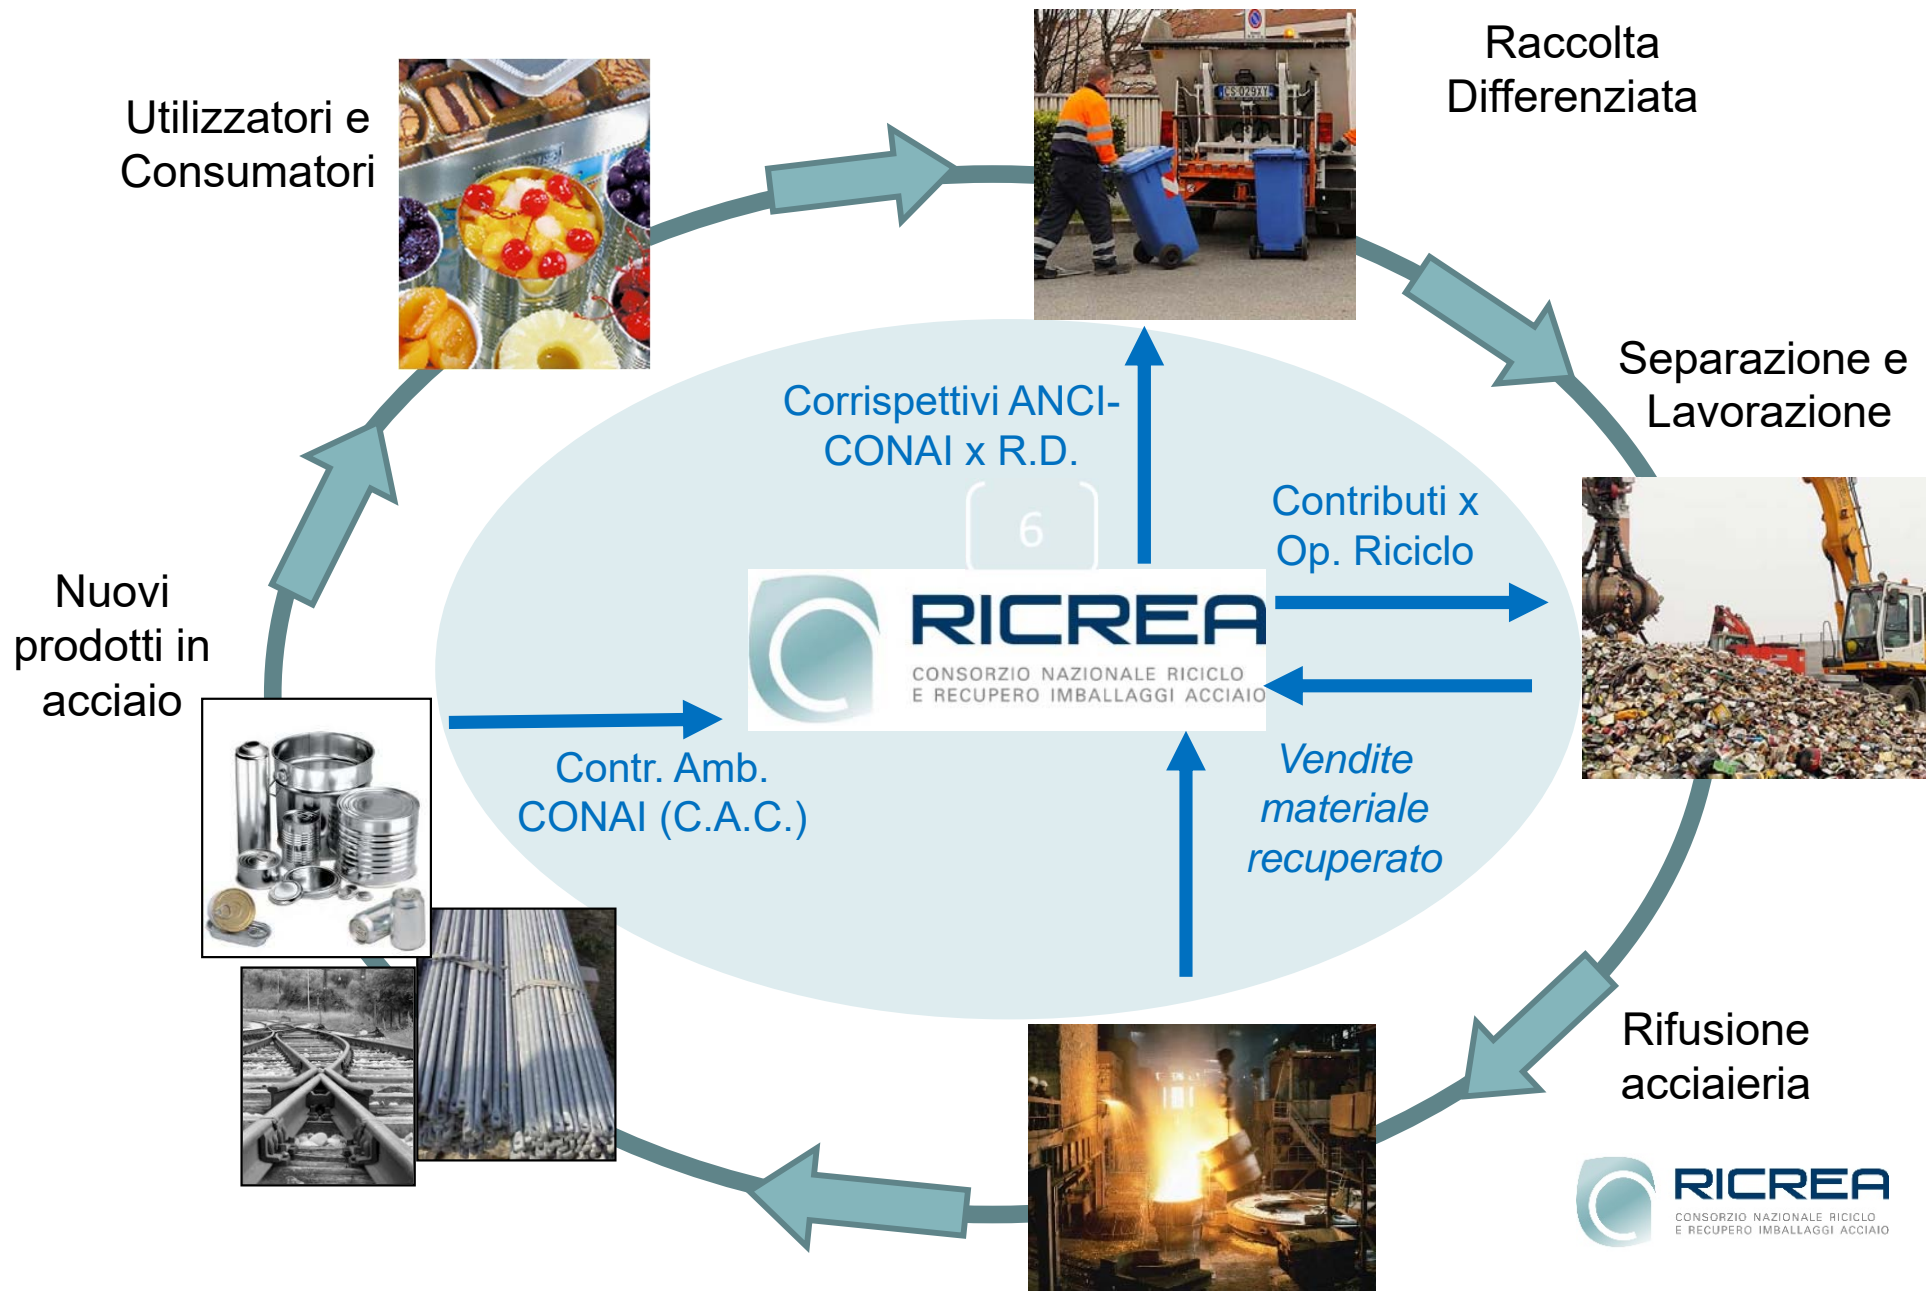 Raccolta
Differenziata
Utilizzatori e
Consumatori
CS 029XY
Separazione e
Lavorazione
Corrispettivi ANCI-
CONAI x R.D.
Contributi x
Op. Riciclo
6
Nuovi
prodotti in
acciaio
RICREA
CONSORZIO NAZIONALE RICICLO
E RECUPERO IMBALLAGGI ACCIAIO
Contr. Amb.
CONAI (C.A.C.)
Vendite
materiale
recuperato
Rifusione
acciaieria
RICREA
CONSORZIO NAZIONALE RICICLO
E RECUPERO IMBALLAGGI ACCIAIO